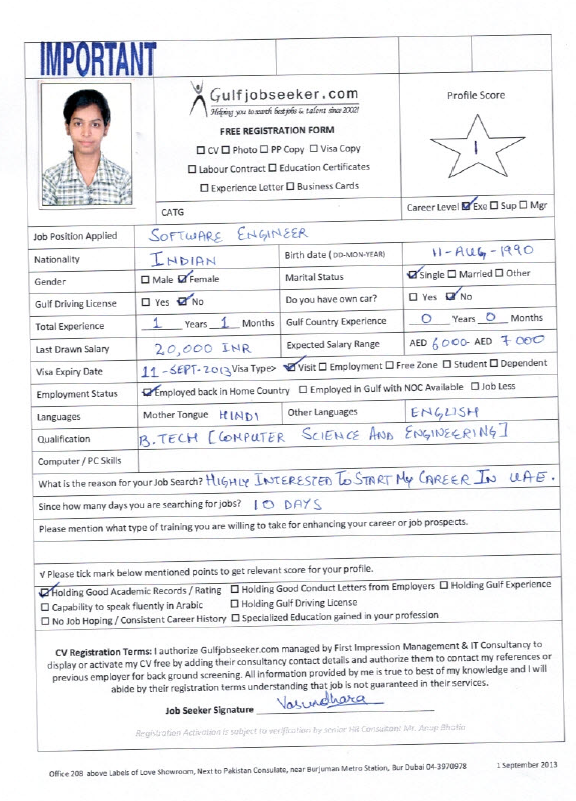 IMPORTANT
Gulfjobseeker.com
Helping you to search best jobs & talent since 2002!
Profile Score
FREE REGISTRATION FORM
☐ CV ☐ Photo ☐ PP Copy ☐ Visa Copy
☐ Labour Contract ☐ Education Certificates
☐ Experience Letter ☐ Business Cards
1
CATG
Career Level ☑ Exe ☐ Sup ☐ Mgr
Job Position Applied SOFTWARE ENGINEER
Nationality INDIAN Birth date ( DD-MON-YEAR) 11-AUG-1990
Gender ☐ Male ☑ Female Marital Status ☑ Single ☐ Married ☐ Other
Gulf Driving License ☐ Yes ☑ No Do you have own car? ☐ Yes ☑ No
Total Experience 1 Years 1 Months Gulf Country Experience 0 Years 0 Months
Last Drawn Salary 20,000 INR Expected Salary Range AED 6000- AED 7000
Visa Expiry Date 11-SEPT-2013 Visa Type> ☑ Visit ☐ Employment ☐ Free Zone ☐ Student ☐ Dependent
Employment Status ☑ Employed back in Home Country ☐ Employed in Gulf with NOC Available ☐ Job Less
Languages Mother Tongue HINDI Other Languages ENGLISH
Qualification B.TECH [COMPUTER SCIENCE AND ENGINEERING]
Computer / PC Skills
What is the reason for your Job Search? HIGHLY INTERESTED TO START MY CAREER IN UAE.
Since how many days you are searching for jobs? 10 DAYS
Please mention what type of training you are willing to take for enhancing your career or job prospects.
√ Please tick mark below mentioned points to get relevant score for your profile.
☑ Holding Good Academic Records / Rating ☐ Holding Good Conduct Letters from Employers ☐ Holding Gulf Experience
☐ Capability to speak fluently in Arabic ☐ Holding Gulf Driving License
☐ No Job Hoping / Consistent Career History ☐ Specialized Education gained in your profession
CV Registration Terms: I authorize Gulfjobseeker.com managed by First Impression Management & IT Consultancy to
display or activate my CV free by adding their consultancy contact details and authorize them to contact my references or
previous employer for back ground screening. All information provided by me is true to best of my knowledge and I will
abide by their registration terms understanding that job is not guaranteed in their services.
Job Seeker Signature Vasundhara
Registration Activation is subject to verification by senior HR Consultant Mr. Anup Bhatia
Office 208 above Labels of Love Showroom, Next to Pakistan Consulate, near Burjuman Metro Station, Bur Dubai 04-3970978 1 September 2013